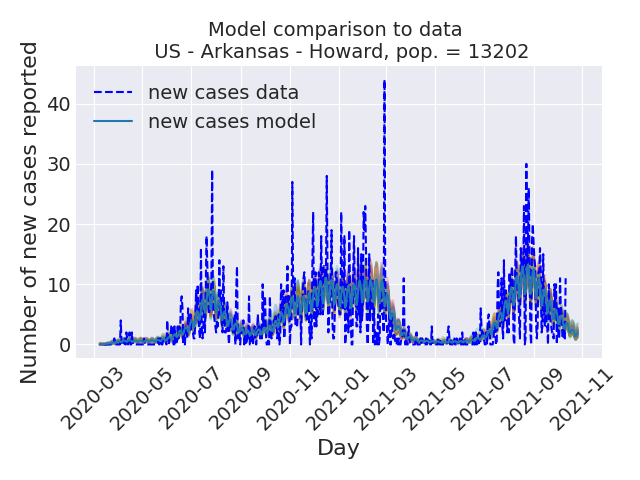 Model comparison to data
US - Arkansas - Howard, pop. = 13202
Number of new cases reported
40
30
20
10
0
new cases data
new cases model
2020-03
2020-05
2020-07
2020-09
2020-11
2021-01
2021-03
2021-05
2021-07
2021-09
2021-11
Day